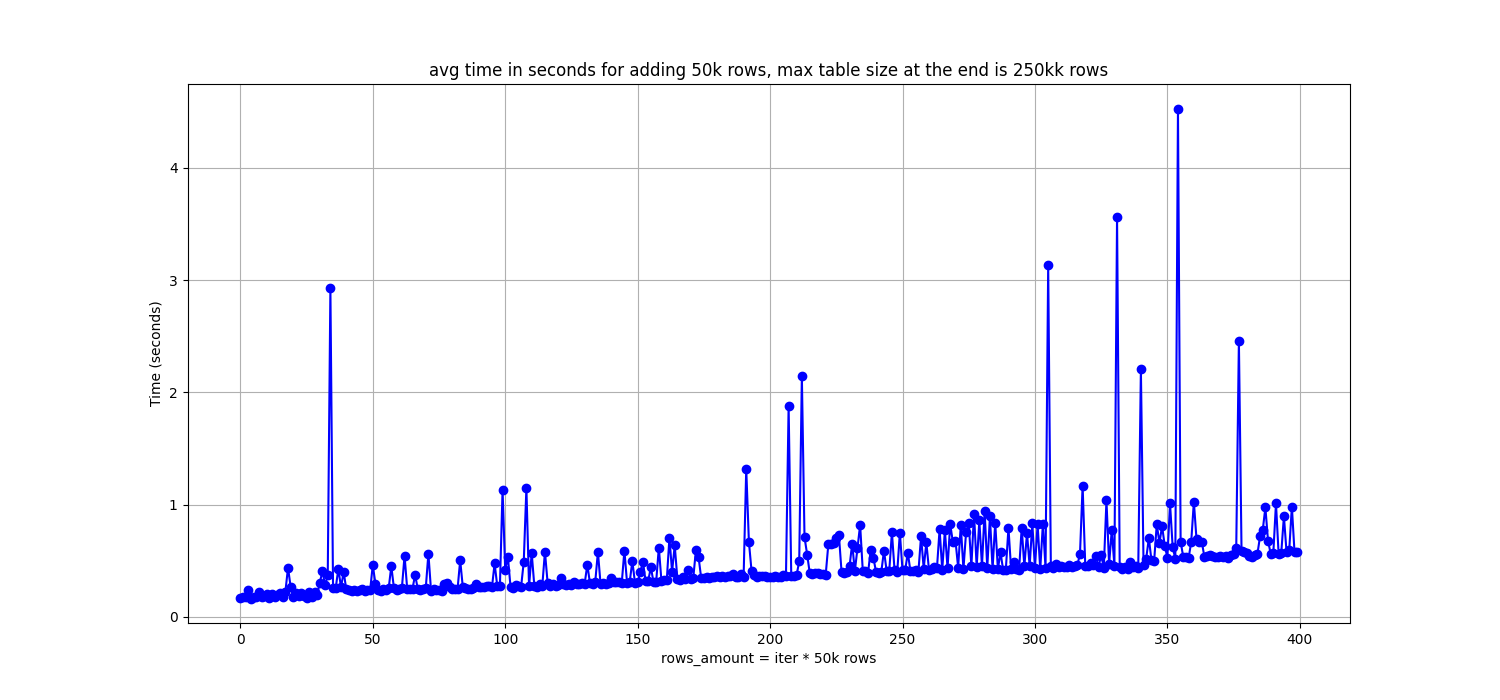 avg time in seconds for adding 50k rows, max table size at the end is 250kk rows
4
3
2
1
0
Time (seconds)
0 50 100 150 200 250 300 350 400
rows_amount = iter * 50k rows